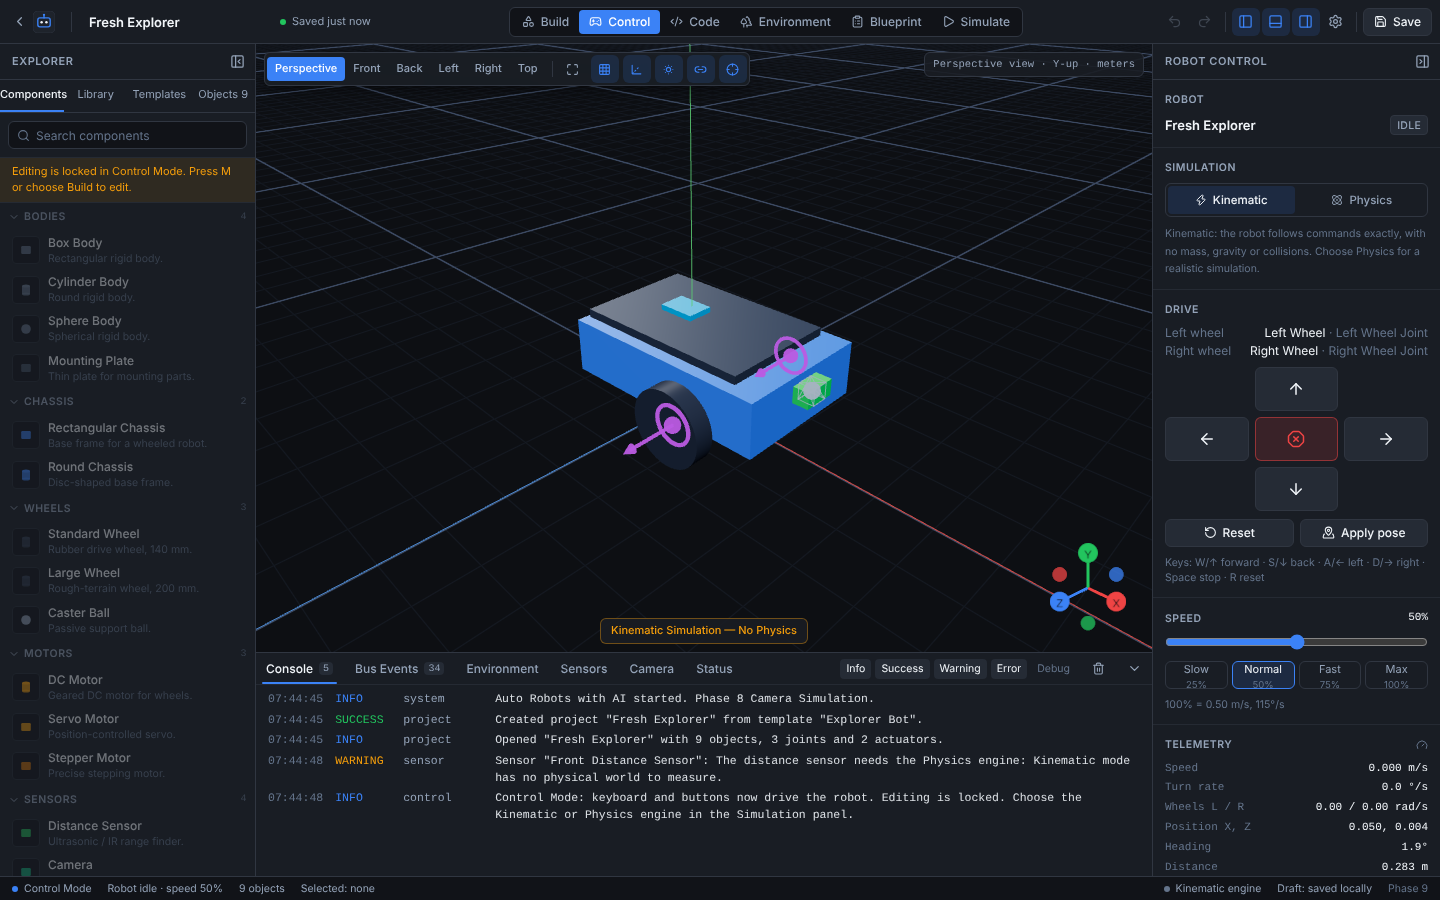 Fresh Explorer
Saved just now
Build
Control
Code
Environment
Blueprint
Simulate
Save
EXPLORER
Components
Library
Templates
Objects 9
Search components
Editing is locked in Control Mode. Press M
or choose Build to edit.
BODIES 4
Box Body
Rectangular rigid body.
Cylinder Body
Round rigid body.
Sphere Body
Spherical rigid body.
Mounting Plate
Thin plate for mounting parts.
CHASSIS 2
Rectangular Chassis
Base frame for a wheeled robot.
Round Chassis
Disc-shaped base frame.
WHEELS 3
Standard Wheel
Rubber drive wheel, 140 mm.
Large Wheel
Rough-terrain wheel, 200 mm.
Caster Ball
Passive support ball.
MOTORS 3
DC Motor
Geared DC motor for wheels.
Servo Motor
Position-controlled servo.
Stepper Motor
Precise stepping motor.
SENSORS 4
Distance Sensor
Ultrasonic / IR range finder.
Camera
Perspective
Front
Back
Left
Right
Top
Perspective view · Y-up · meters
Y
Z
X
Kinematic Simulation — No Physics
Console 5
Bus Events 34
Environment
Sensors
Camera
Status
Info
Success
Warning
Error
Debug
07:44:45 INFO system Auto Robots with AI started. Phase 8 Camera Simulation.
07:44:45 SUCCESS project Created project "Fresh Explorer" from template "Explorer Bot".
07:44:45 INFO project Opened "Fresh Explorer" with 9 objects, 3 joints and 2 actuators.
07:44:48 WARNING sensor Sensor "Front Distance Sensor": The distance sensor needs the Physics engine: Kinematic mode
has no physical world to measure.
07:44:48 INFO control Control Mode: keyboard and buttons now drive the robot. Editing is locked. Choose the
Kinematic or Physics engine in the Simulation panel.
ROBOT CONTROL
ROBOT
Fresh Explorer IDLE
SIMULATION
Kinematic
Physics
Kinematic: the robot follows commands exactly, with
no mass, gravity or collisions. Choose Physics for a
realistic simulation.
DRIVE
Left wheel Left Wheel · Left Wheel Joint
Right wheel Right Wheel · Right Wheel Joint
Reset
Apply pose
Keys: W/↑ forward · S/↓ back · A/← left · D/→ right ·
Space stop · R reset
SPEED 50%
Slow
25%
Normal
50%
Fast
75%
Max
100%
100% = 0.50 m/s, 115°/s
TELEMETRY
Speed 0.000 m/s
Turn rate 0.0 °/s
Wheels L / R 0.00 / 0.00 rad/s
Position X, Z 0.050, 0.004
Heading 1.9°
Distance 0.283 m
Control Mode
Robot idle · speed 50%
9 objects
Selected: none
Kinematic engine
Draft: saved locally
Phase 9